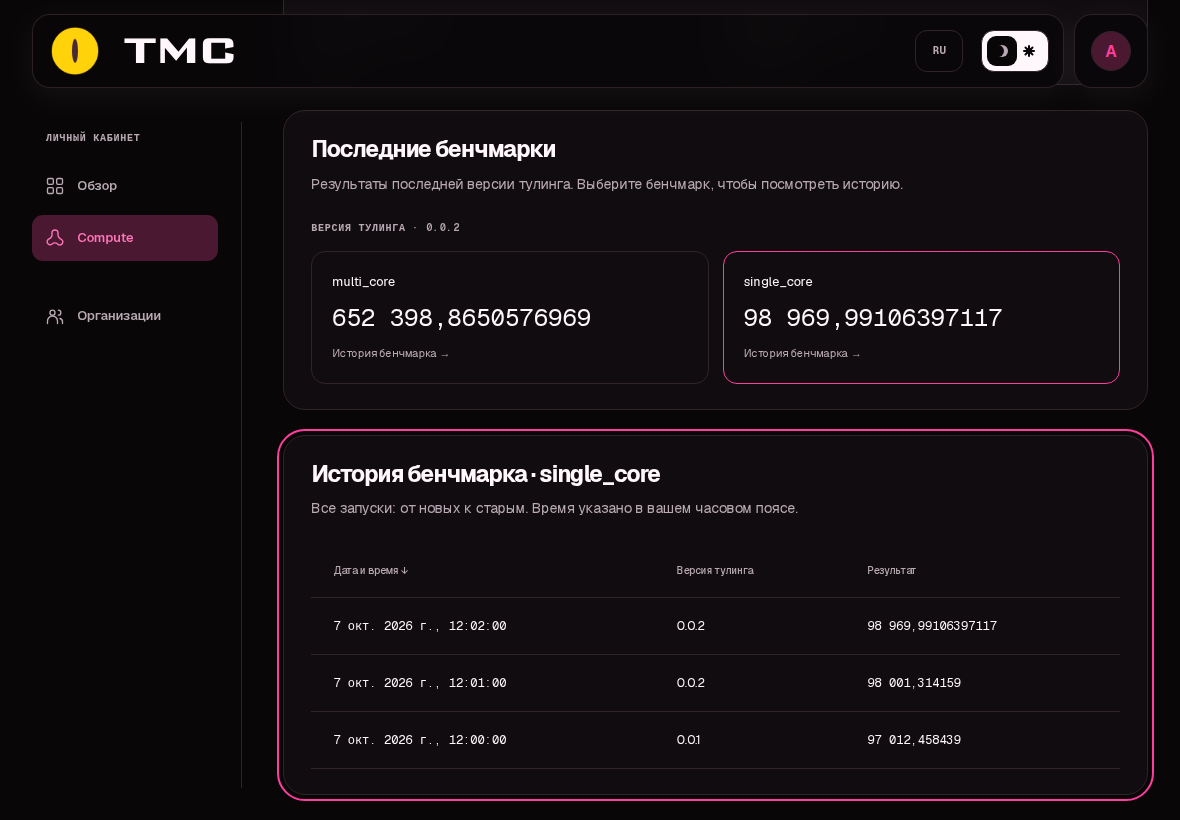 TMC
RU
A
ЛИЧНЫЙ КАБИНЕТ
Обзор
Compute
Организации
Последние бенчмарки
Результаты последней версии тулинга. Выберите бенчмарк, чтобы посмотреть историю.
ВЕРСИЯ ТУЛИНГА · 0.0.2
multi_core
652 398,8650576969
История бенчмарка →
single_core
98 969,99106397117
История бенчмарка →
История бенчмарка · single_core
Все запуски: от новых к старым. Время указано в вашем часовом поясе.
Дата и время ↓ Версия тулинга Результат
7 окт. 2026 г., 12:02:00 0.0.2 98 969,99106397117
7 окт. 2026 г., 12:01:00 0.0.2 98 001,314159
7 окт. 2026 г., 12:00:00 0.0.1 97 012,458439